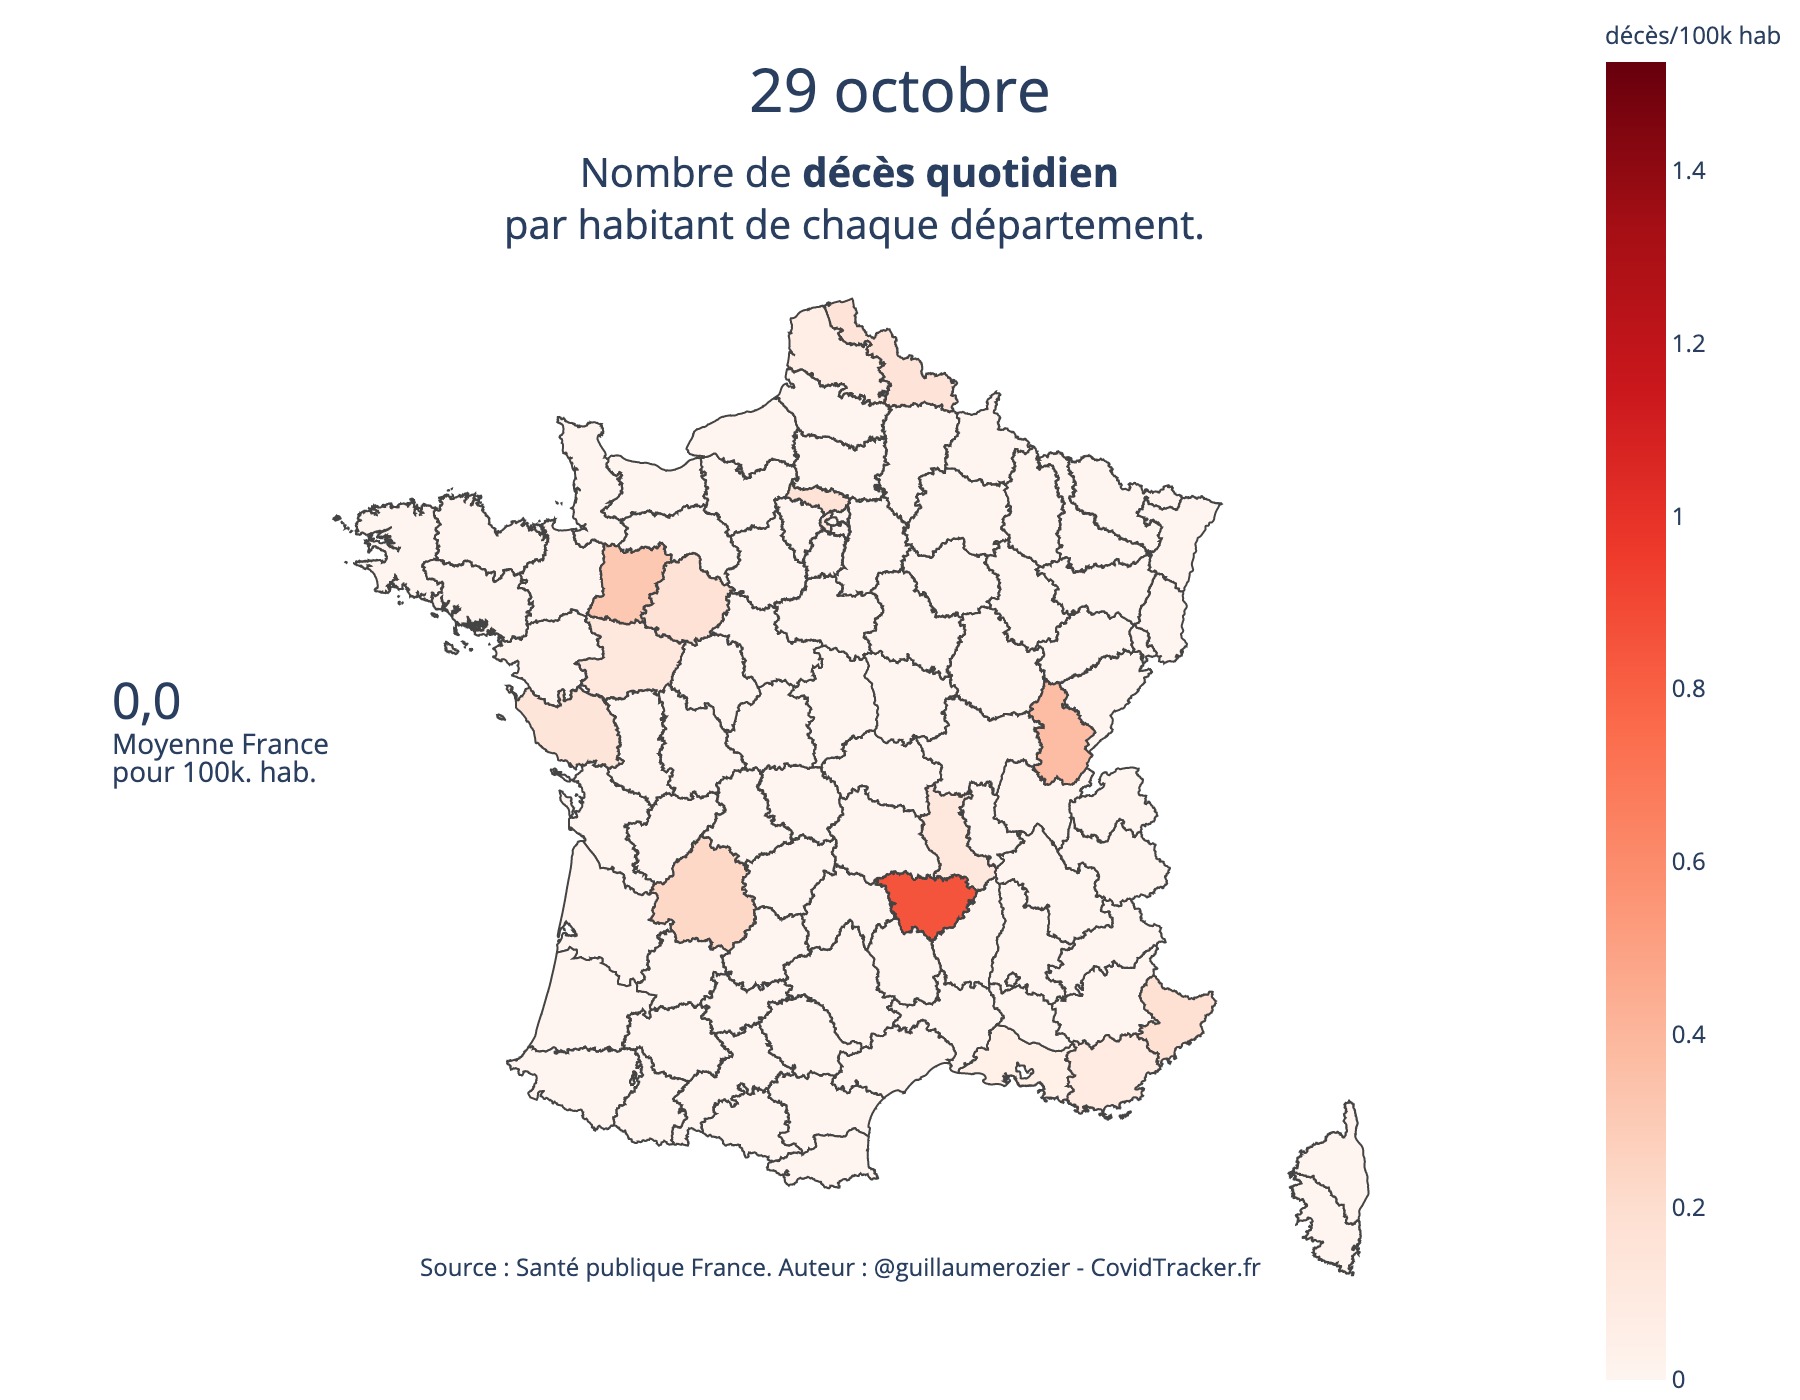 29 octobre
Nombre de décès quotidien
par habitant de chaque département.
décès/100k hab
1.4
1.2
1
0.8
0.6
0.4
0.2
0
0,0
Moyenne France
pour 100k. hab.
Source : Santé publique France. Auteur : @guillaumerozier - CovidTracker.fr